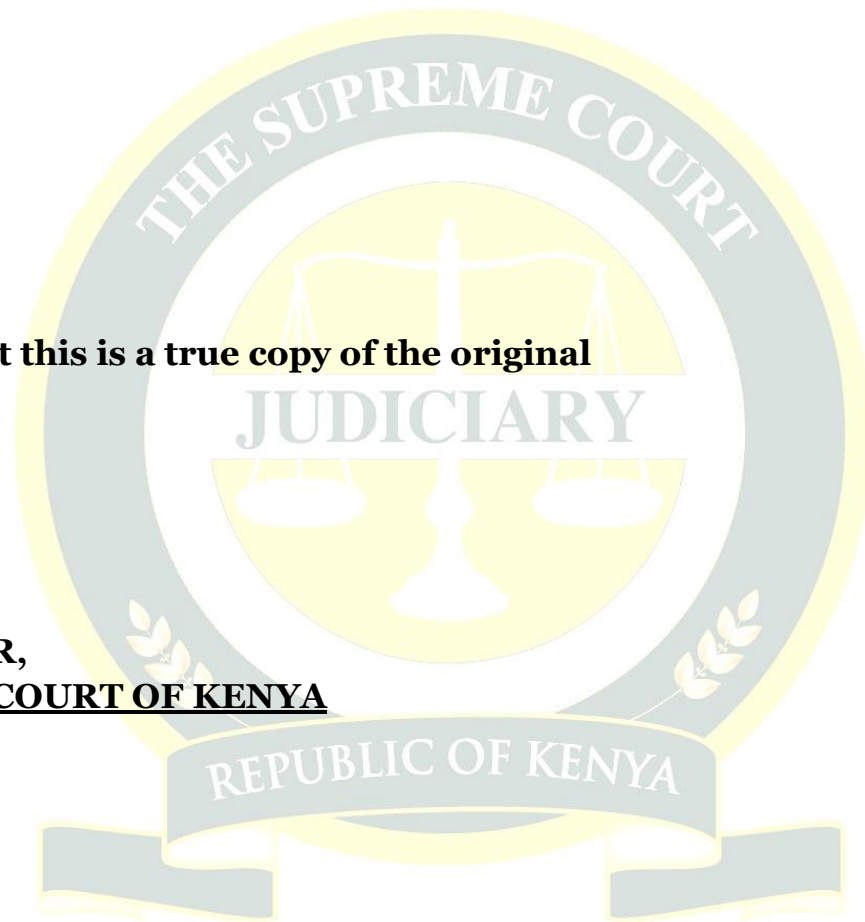 THE SUPREME COURT
t this is a true copy of the original
JUDICIARY
R,
COURT OF KENYA
REPUBLIC OF KENYA